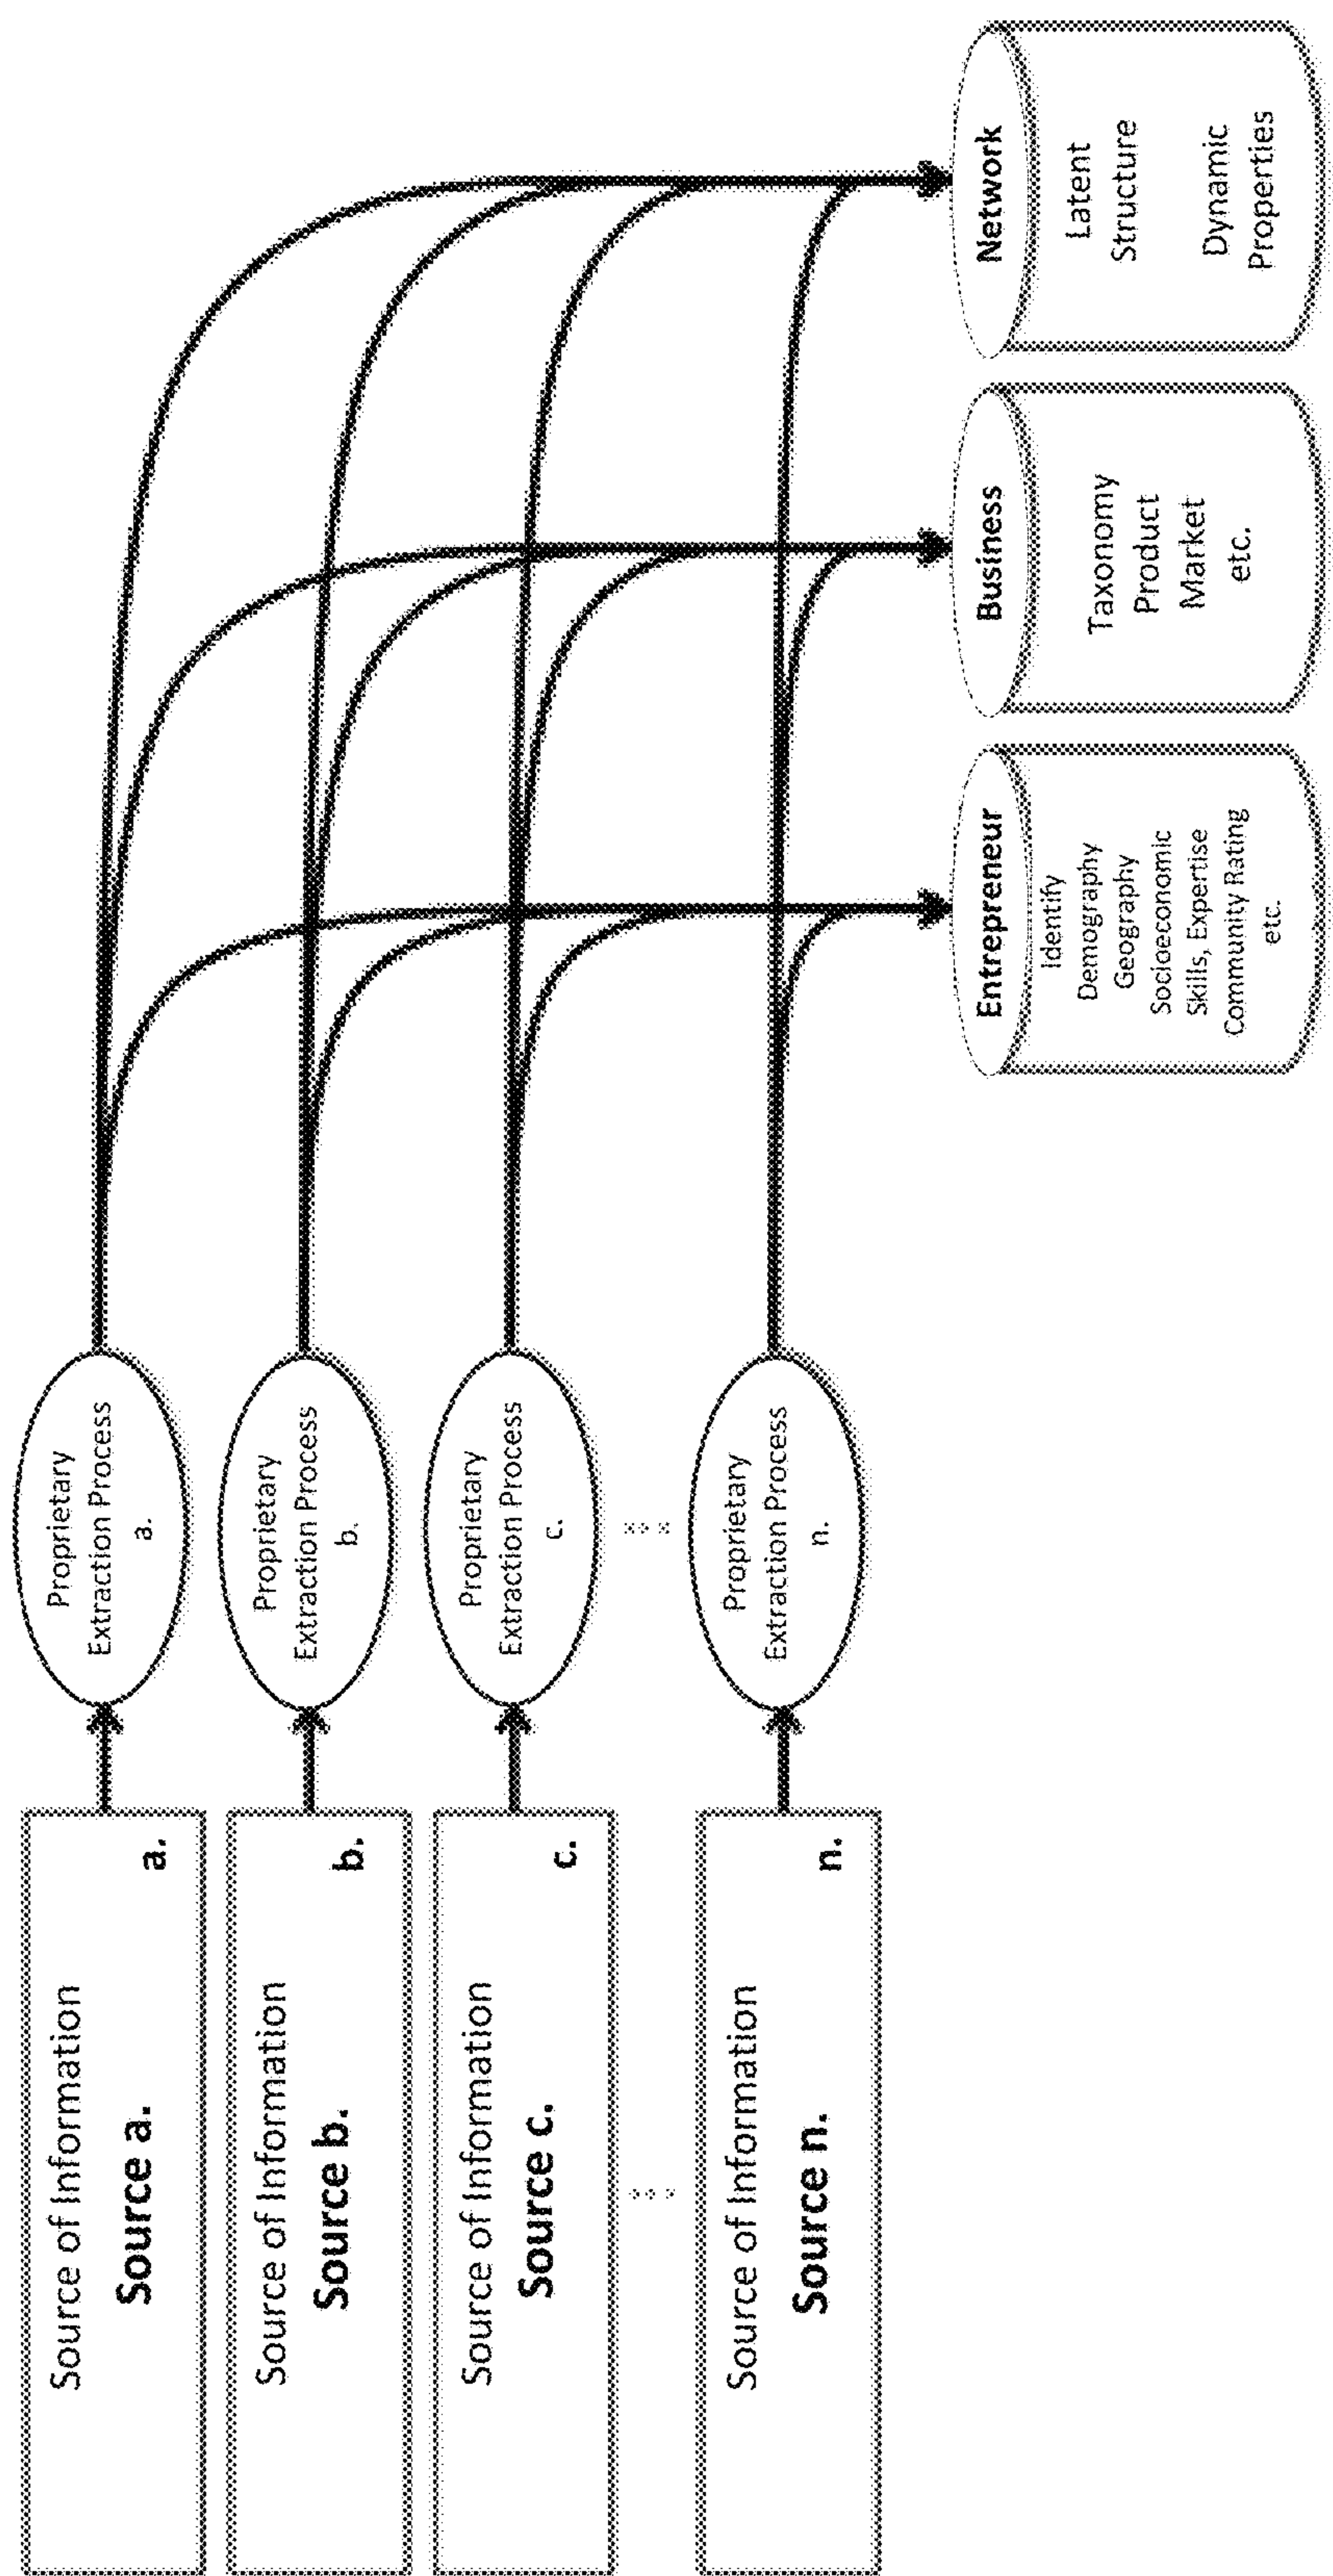 Source of Information
Source a.
a.
Proprietary
Extraction Process
a.
Source of Information
Source b.
b.
Proprietary
Extraction Process
b.
Source of Information
Source c.
c.
Proprietary
Extraction Process
c.
Source of Information
Source n.
n.
Proprietary
Extraction Process
n.
Entrepreneur
Identify
Demography
Geography
Socioeconomic
Skills, Expertise
Community Rating
etc.
Business
Taxonomy
Product
Market
etc.
Network
Latent
Structure
Dynamic
Properties